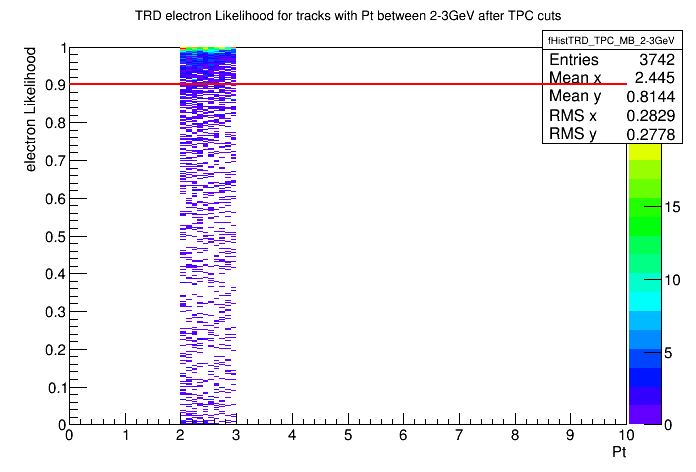 TRD electron Likelihood for tracks with Pt between 2-3GeV after TPC cuts
fHistTRD_TPC_MB_2-3GeV
Entries 3742
Mean x 2.445
Mean y 0.8144
RMS x 0.2829
RMS y 0.2778
electron Likelihood
1
0.9
0.8
0.7
0.6
0.5
0.4
0.3
0.2
0.1
0
0 1 2 3 4 5 6 7 8 9 10
Pt
15
10
5